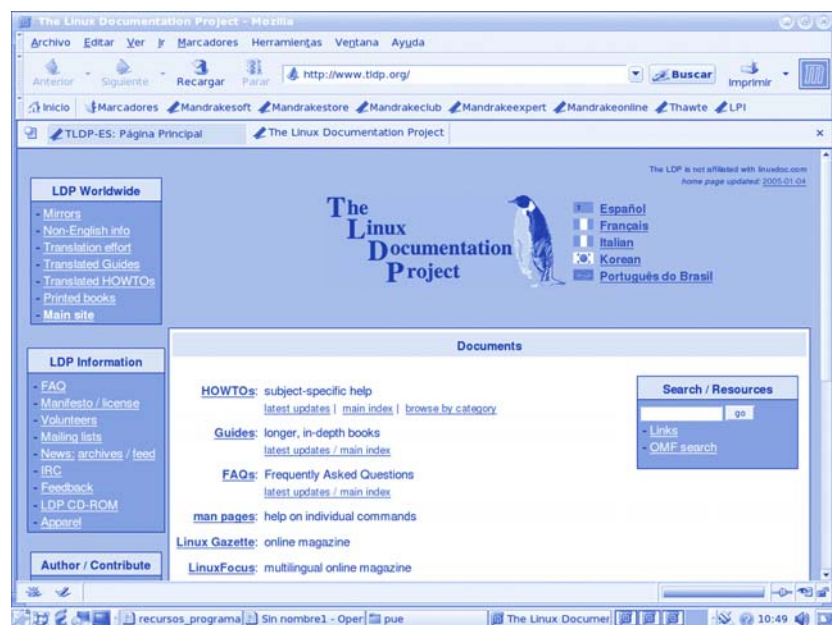 The Linux Documentation Project - Mozilla
Archivo Editar Ver Ir Marcadores Herramientas Ventana Ayuda
Anterior Siguiente Recargar Parar http://www.tldp.org/ Buscar Imprimir
Inicio Marcadores Mandrakesoft Mandrakestore Mandrakeclub Mandrakeexpert Mandrakeonline Thawte LPI
TLDP-ES: Página Principal The Linux Documentation Project
The LDP is not affiliated with linuxdoc.com
home page updated: 2005-01-04
LDP Worldwide
- Mirrors
- Non-English info
- Translation effort
- Translated Guides
- Translated HOWTOs
- Printed books
- Main site
The
Linux
Documentation
Project
Español
Français
Italian
Korean
Português do Brasil
LDP Information
- FAQ
- Manifesto / license
- Volunteers
- Mailing lists
- News: archives / feed
- IRC
- Feedback
- LDP CD-ROM
- Apparel
Author / Contribute
Documents
HOWTOs: subject-specific help
latest updates | main index | browse by category
Guides: longer, in-depth books
latest updates / main index
FAQs: Frequently Asked Questions
latest updates / main index
man pages: help on individual commands
Linux Gazette: online magazine
LinuxFocus: multilingual online magazine
Search / Resources
go
- Links
- OMF search
recursos_programa Sin nombre1 - Oper pue The Linux Documer 10:49